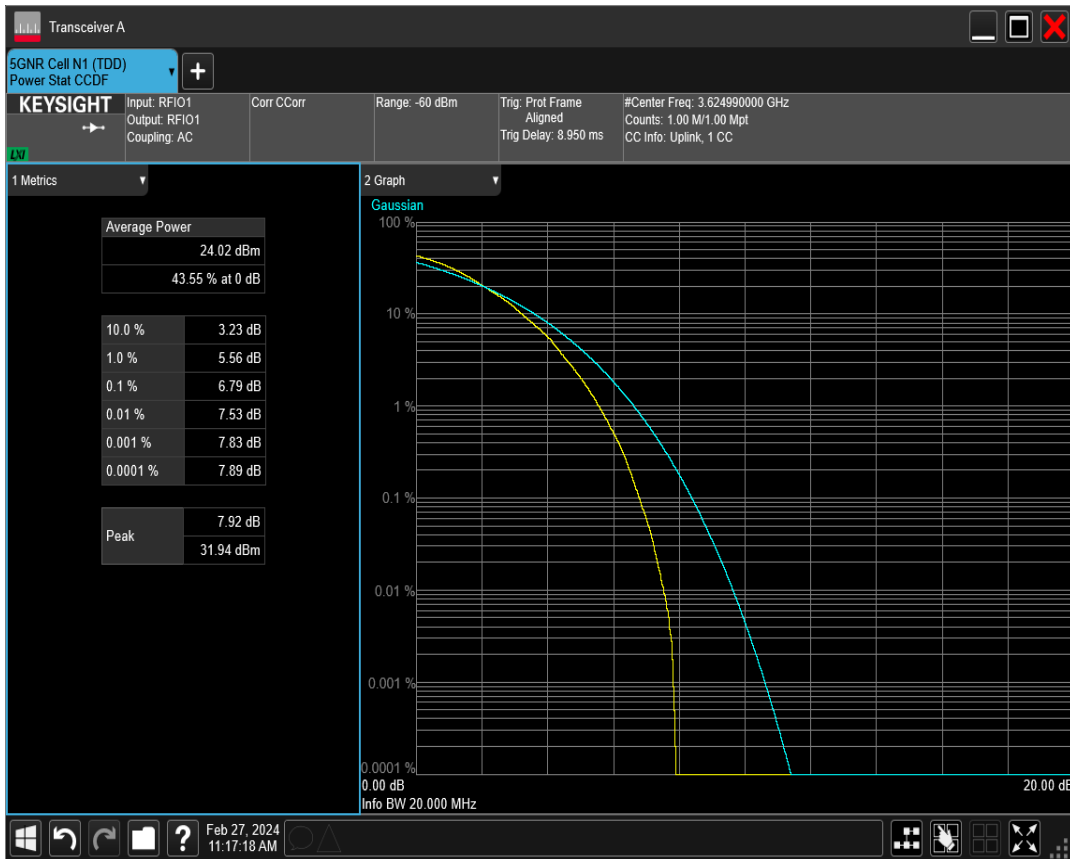 Transceiver A
5GNR Cell N1 (TDD)
Power Stat CCDF
KEYSIGHT
LXI
Input: RFIO1
Output: RFIO1
Coupling: AC
Corr CCorr
Range: -60 dBm
Trig: Prot Frame
Aligned
Trig Delay: 8.950 ms
#Center Freq: 3.624990000 GHz
Counts: 1.00 M/1.00 Mpt
CC Info: Uplink, 1 CC
1 Metrics
Average Power
24.02 dBm
43.55 % at 0 dB
10.0 % 3.23 dB
1.0 % 5.56 dB
0.1 % 6.79 dB
0.01 % 7.53 dB
0.001 % 7.83 dB
0.0001 % 7.89 dB
Peak 7.92 dB
31.94 dBm
2 Graph
Gaussian
100 %
10 %
1 %
0.1 %
0.01 %
0.001 %
0.0001 %
0.00 dB 20.00 dB
Info BW 20.000 MHz
? Feb 27, 2024
11:17:18 AM